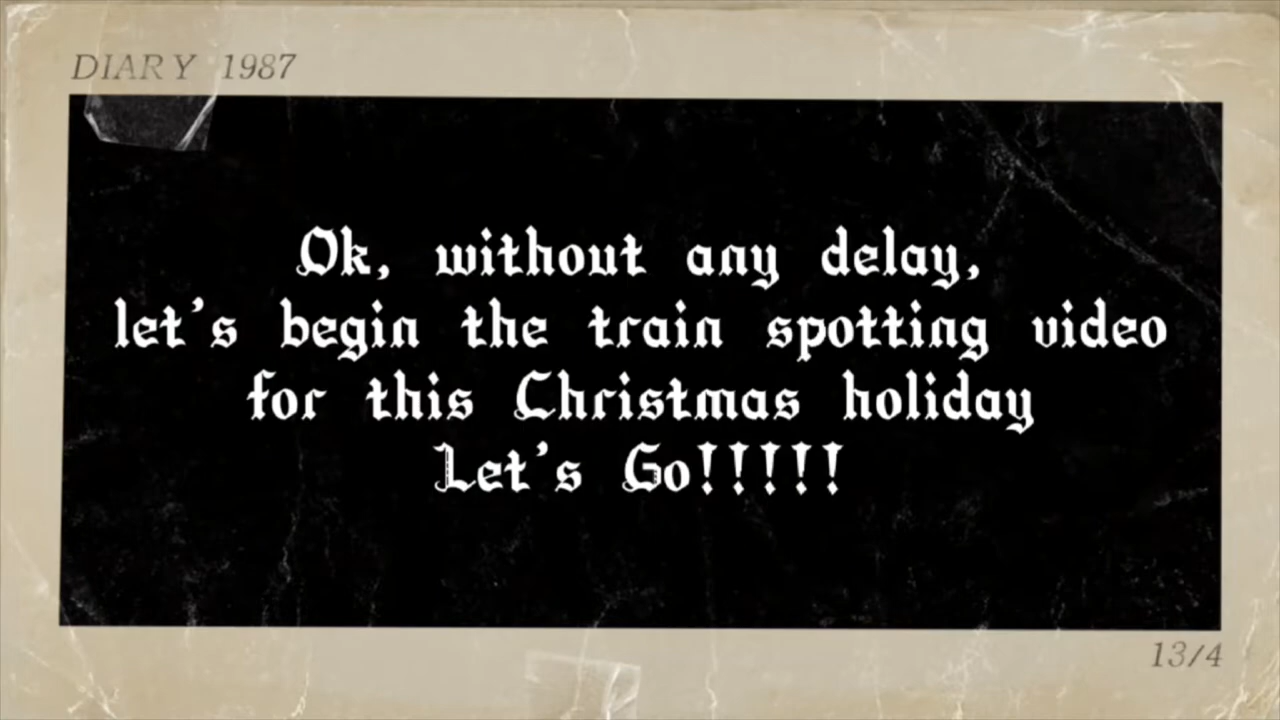 DIARY 1987
Ok, without any delay,
let's begin the train spotting video
for this Christmas holiday
Let's Go!!!!!
13/4